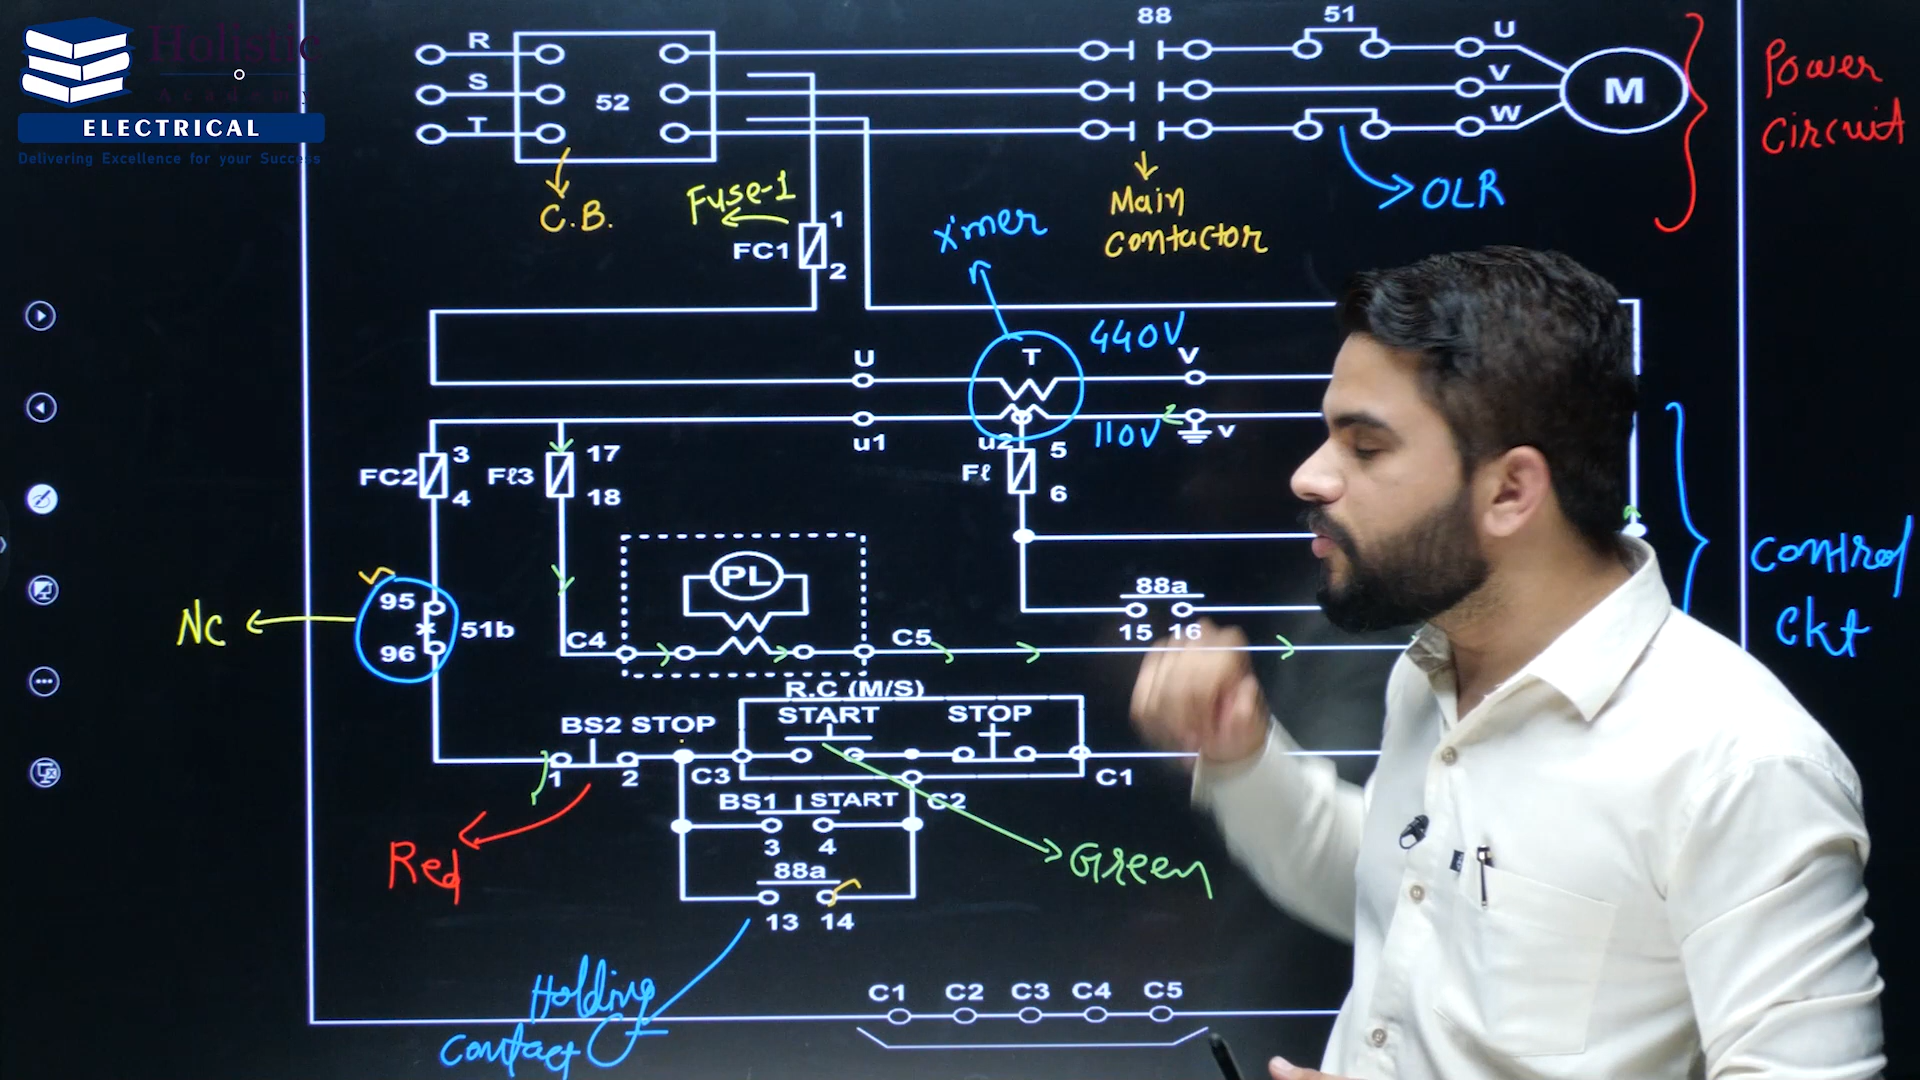 Holistic
Academy
ELECTRICAL
Delivering Excellence for your Success
R
S
T
52
C.B.
88
51
U
V
W
M
Power
circuit
Fuse-1
FC1
1
2
x'mer
Main
contactor
OLR
U
T
440V
V
u1
u2
110V
v
FC2
3
4
Fℓ3
17
18
Fℓ
5
6
95
96
51b
NC
PL
C4
C5
88a
15 16
control
ckt
R.C (M/S)
BS2 STOP
START
STOP
1
2
C3
C1
BS1
START
C2
3
4
88a
13 14
Red
Green
Holding
contact
C1 C2 C3 C4 C5